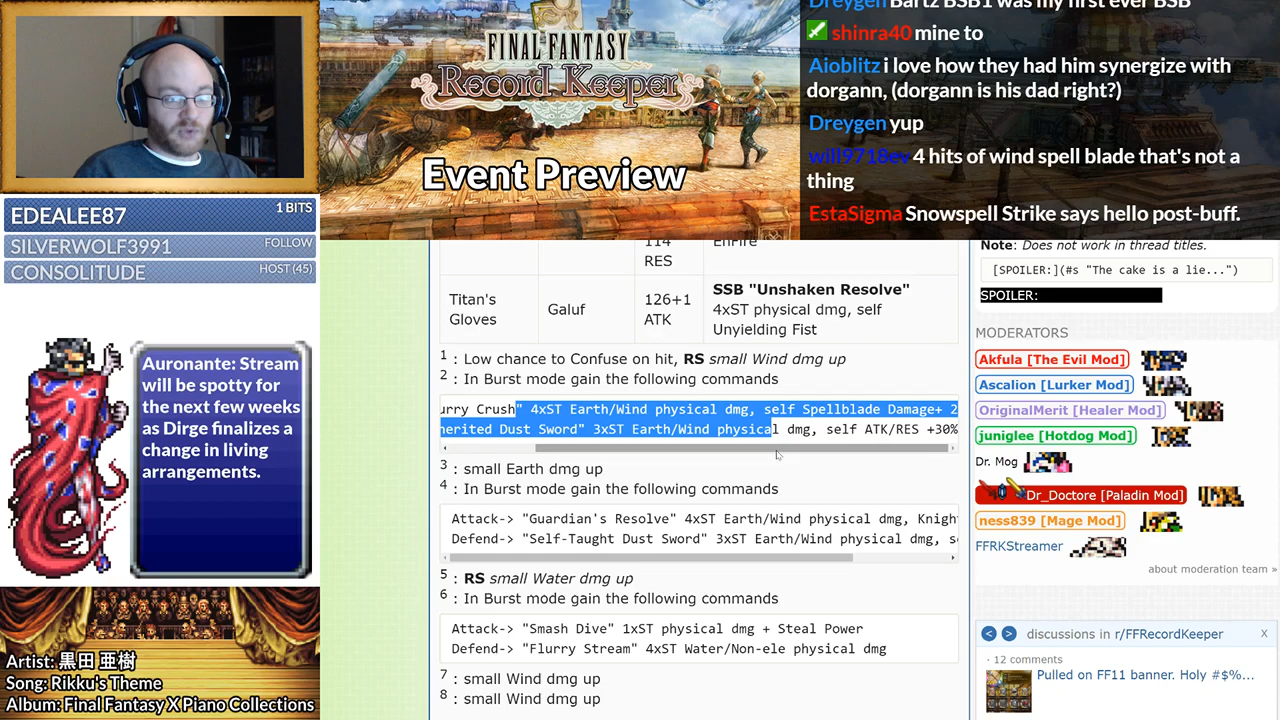 FINAL FANTASY
Record Keeper
Event Preview
Dreygen Bartz BSB1 was my first ever BSB
shinra40 mine to
Aioblitz i love how they had him synergize with
dorgann, (dorgann is his dad right?)
Dreygen yup
will9718ev 4 hits of wind spell blade that's not a
thing
EstaSigma Snowspell Strike says hello post-buff.
EDEALEE87 1 BITS
SILVERWOLF3991 FOLLOW
CONSOLITUDE HOST (45)
Auronante: Stream
will be spotty for
the next few weeks
as Dirge finalizes a
change in living
arrangements.
Artist: 黒田 亜樹
Song: Rikku's Theme
Album: Final Fantasy X Piano Collections
114 EnFire
RES
Titan's
Gloves
Galuf
126+1
ATK
SSB "Unshaken Resolve"
4xST physical dmg, self
Unyielding Fist
1 : Low chance to Confuse on hit, RS small Wind dmg up
2 : In Burst mode gain the following commands
urry Crush" 4xST Earth/Wind physical dmg, self Spellblade Damage+ 2
herited Dust Sword" 3xST Earth/Wind physical dmg, self ATK/RES +30%
3 : small Earth dmg up
4 : In Burst mode gain the following commands
Attack-> "Guardian's Resolve" 4xST Earth/Wind physical dmg, Knigh
Defend-> "Self-Taught Dust Sword" 3xST Earth/Wind physical dmg, s
5 : RS small Water dmg up
6 : In Burst mode gain the following commands
Attack-> "Smash Dive" 1xST physical dmg + Steal Power
Defend-> "Flurry Stream" 4xST Water/Non-ele physical dmg
7 : small Wind dmg up
8 : small Wind dmg up
Note: Does not work in thread titles.
[SPOILER:](#s "The cake is a lie...")
SPOILER:
MODERATORS
Akfula [The Evil Mod]
Ascalion [Lurker Mod]
OriginalMerit [Healer Mod]
juniglee [Hotdog Mod]
Dr. Mog
Dr_Doctore [Paladin Mod]
ness839 [Mage Mod]
FFRKStreamer
about moderation team »
< > discussions in r/FFRecordKeeper X
· 12 comments
Pulled on FF11 banner. Holy #$%...